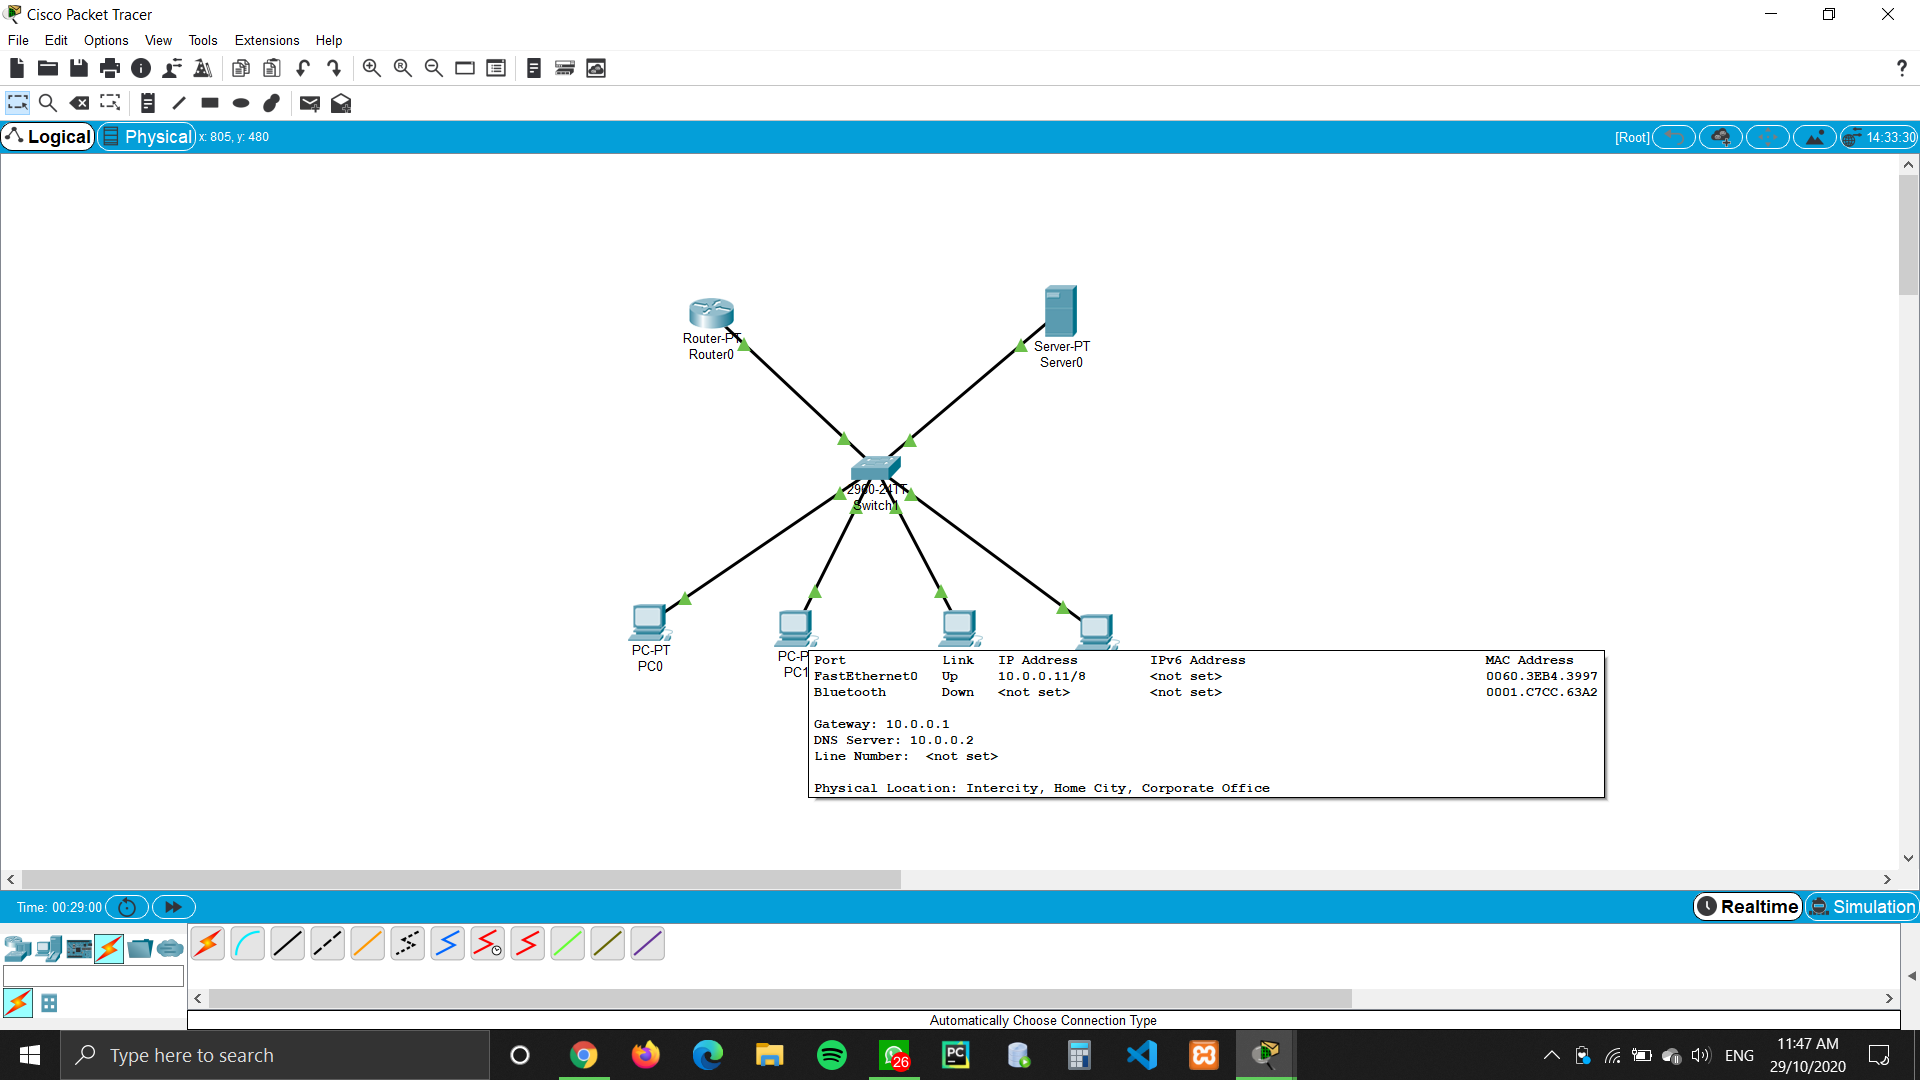 Cisco Packet Tracer
File Edit Options View Tools Extensions Help
?
Logical Physical x: 805, y: 480 [Root] 14:33:30
Router-PT
Router0
Server-PT
Server0
Switch1
PC-PT
PC0
PC-P
PC1
Port Link IP Address IPv6 Address MAC Address
FastEthernet0 Up 10.0.0.11/8 <not set> 0060.3EB4.3997
Bluetooth Down <not set> <not set> 0001.C7CC.63A2
Gateway: 10.0.0.1
DNS Server: 10.0.0.2
Line Number: <not set>
Physical Location: Intercity, Home City, Corporate Office
Time: 00:29:00 Realtime Simulation
Automatically Choose Connection Type
Type here to search 26 PC ENG 11:47 AM
29/10/2020